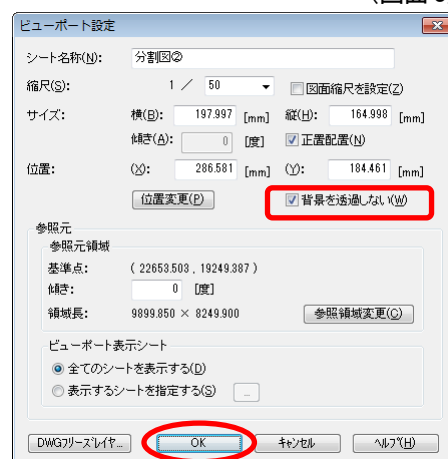 ビューポート設定
シート名称(N): 分割図②
縮尺(S): 1 / 50 図面縮尺を設定(Z)
サイズ: 横(B): 197.997 [mm] 縦(H): 164.998 [mm]
傾き(A): 0 [度] 正置配置(N)
位置: (X): 286.581 [mm] (Y): 184.461 [mm]
位置変更(P) 背景を透過しない(W)
参照元
参照元領域
基準点: ( 22653.503 , 19249.387 )
傾き: 0 [度]
領域長: 9899.850 × 8249.900 参照領域変更(C)
ビューポート表示シート
全てのシートを表示する(D)
表示するシートを指定する(S) ...
DWGフリーズレイヤ... OK キャンセル ヘルプ(H)